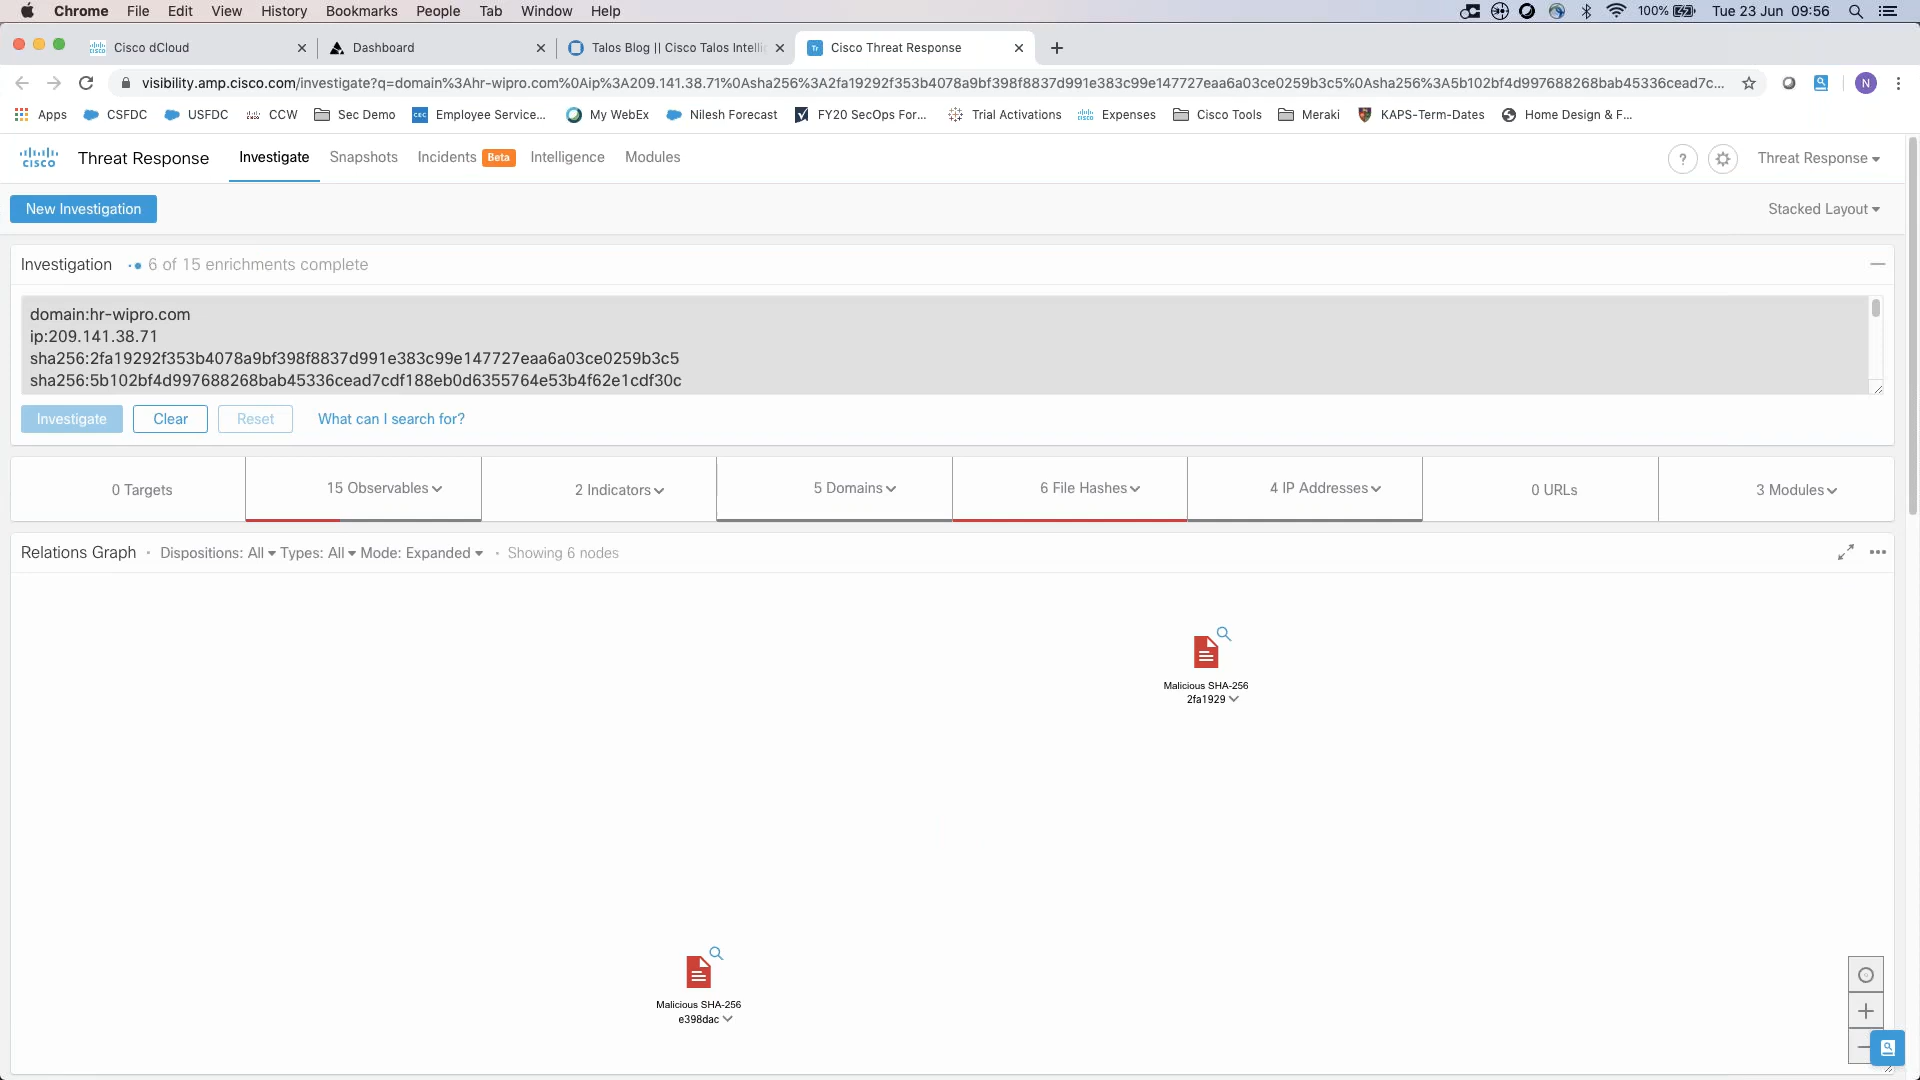 Chrome File Edit View History Bookmarks People Tab Window Help 100% Tue 23 Jun 09:56
Cisco dCloud Dashboard Talos Blog || Cisco Talos Intelli Tr Cisco Threat Response
visibility.amp.cisco.com/investigate?q=domain%3Ahr-wipro.com%0Aip%3A209.141.38.71%0Asha256%3A2fa19292f353b4078a9bf398f8837d991e383c99e147727eaa6a03ce0259b3c5%0Asha256%3A5b102bf4d997688268bab45336cead7c... N
Apps CSFDC USFDC CCW Sec Demo CEC Employee Service... My WebEx Nilesh Forecast FY20 SecOps For... Trial Activations Expenses Cisco Tools Meraki KAPS-Term-Dates Home Design & F...
CISCO Threat Response Investigate Snapshots Incidents Beta Intelligence Modules ? Threat Response
New Investigation Stacked Layout
Investigation 6 of 15 enrichments complete
domain:hr-wipro.com
ip:209.141.38.71
sha256:2fa19292f353b4078a9bf398f8837d991e383c99e147727eaa6a03ce0259b3c5
sha256:5b102bf4d997688268bab45336cead7cdf188eb0d6355764e53b4f62e1cdf30c
Investigate Clear Reset What can I search for?
0 Targets 15 Observables 2 Indicators 5 Domains 6 File Hashes 4 IP Addresses 0 URLs 3 Modules
Relations Graph · Dispositions: All Types: All Mode: Expanded · Showing 6 nodes
Malicious SHA-256
2fa1929
Malicious SHA-256
e398dac